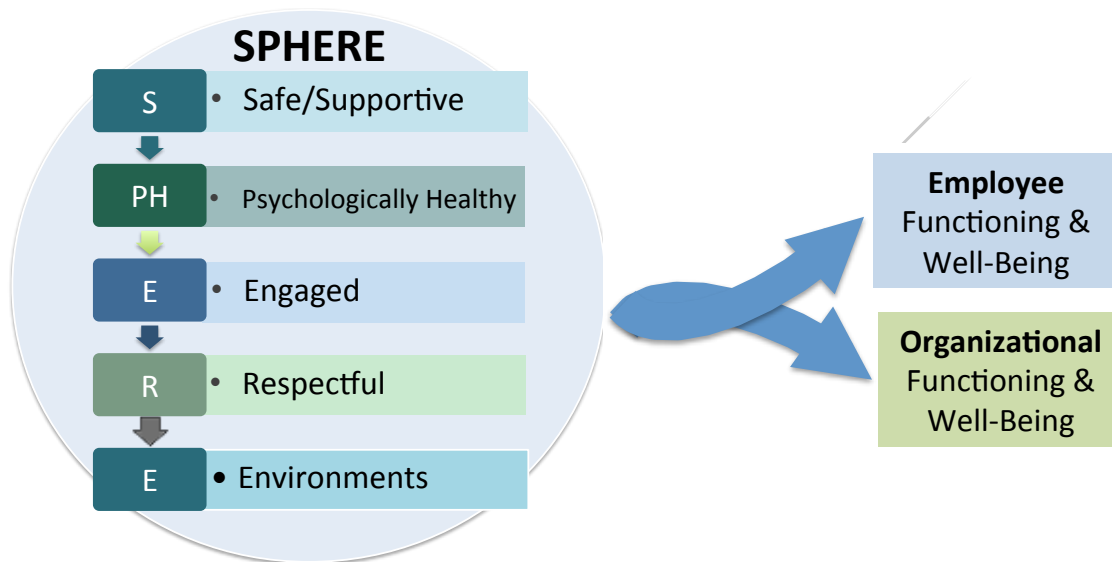 SPHERE
S
• Safe/Supportive
PH
• Psychologically Healthy
E
• Engaged
R
• Respectful
E
• Environments
Employee
Functioning &
Well-Being
Organizational
Functioning &
Well-Being